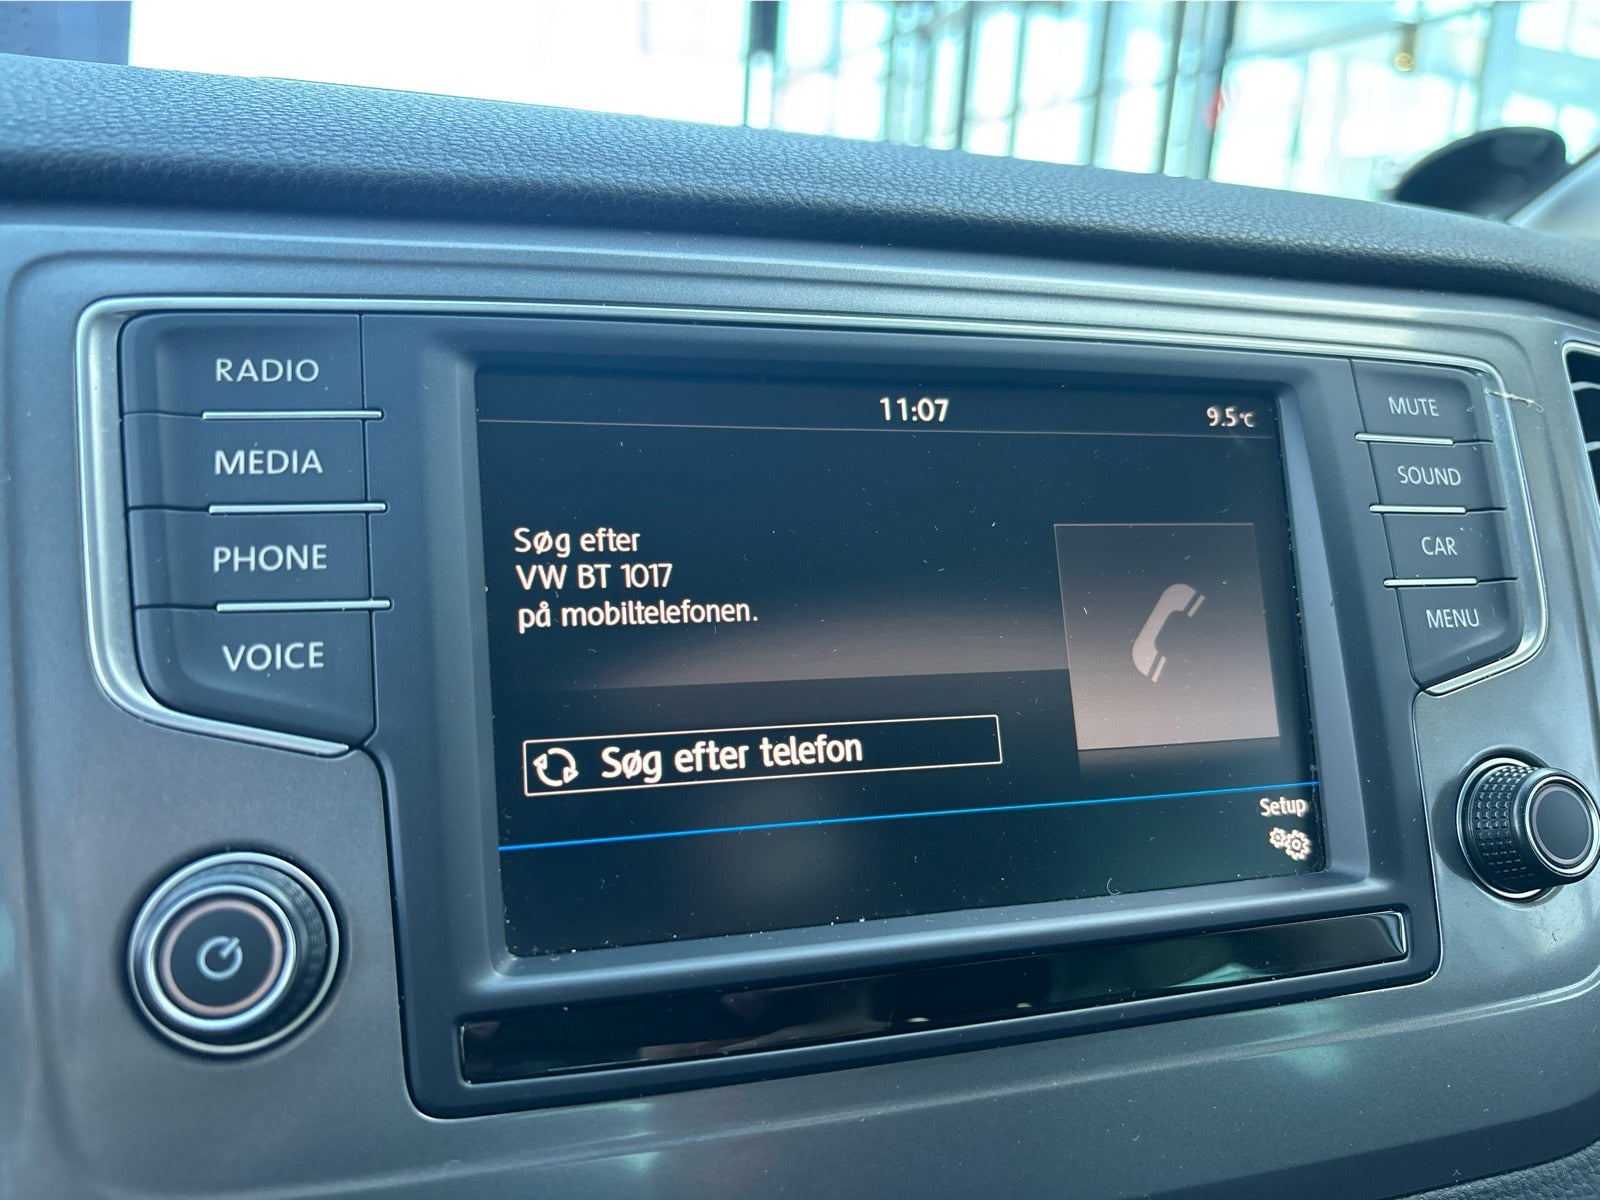 RADIO
MEDIA
PHONE
VOICE
11:07
9.5°C
Søg efter
VW BT 1017
på mobiltelefonen.
Søg efter telefon
Setup
MUTE
SOUND
CAR
MENU